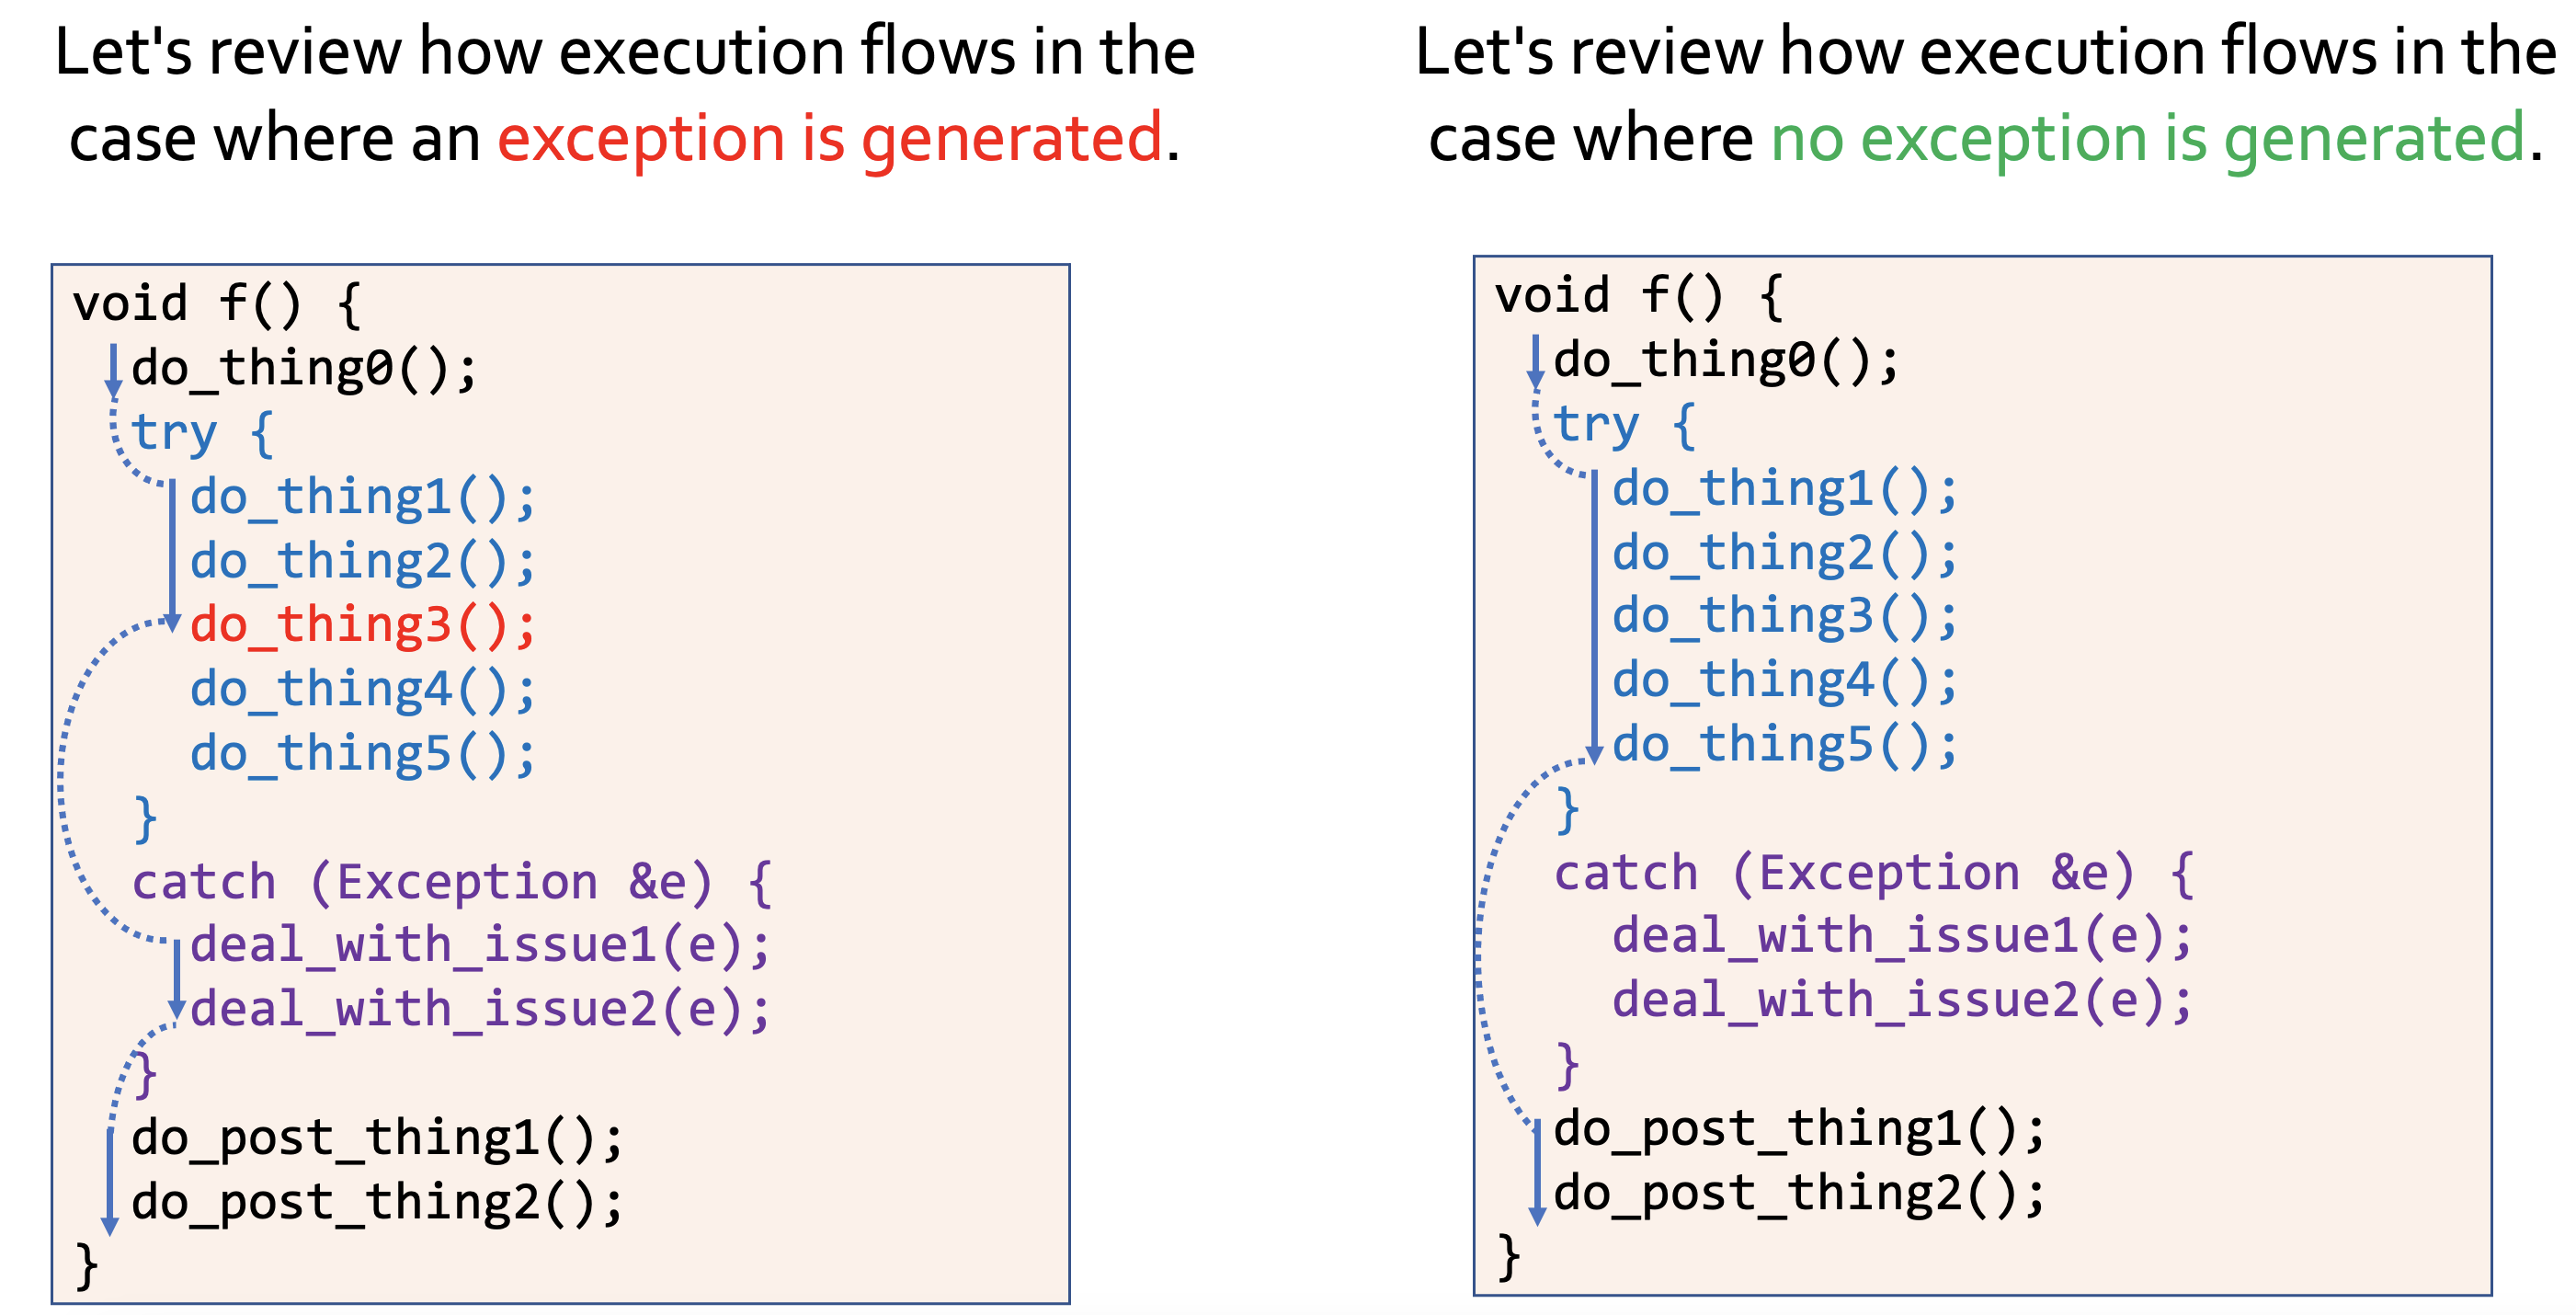 Let's review how execution flows in the
case where an exception is generated.
void f() {
do_thing0();
try {
do_thing1();
do_thing2();
do_thing3();
do_thing4();
do_thing5();
}
catch (Exception &e) {
deal_with_issue1(e);
deal_with_issue2(e);
}
do_post_thing1();
do_post_thing2();
}
Let's review how execution flows in the
case where no exception is generated.
void f() {
do_thing0();
try {
do_thing1();
do_thing2();
do_thing3();
do_thing4();
do_thing5();
}
catch (Exception &e) {
deal_with_issue1(e);
deal_with_issue2(e);
}
do_post_thing1();
do_post_thing2();
}